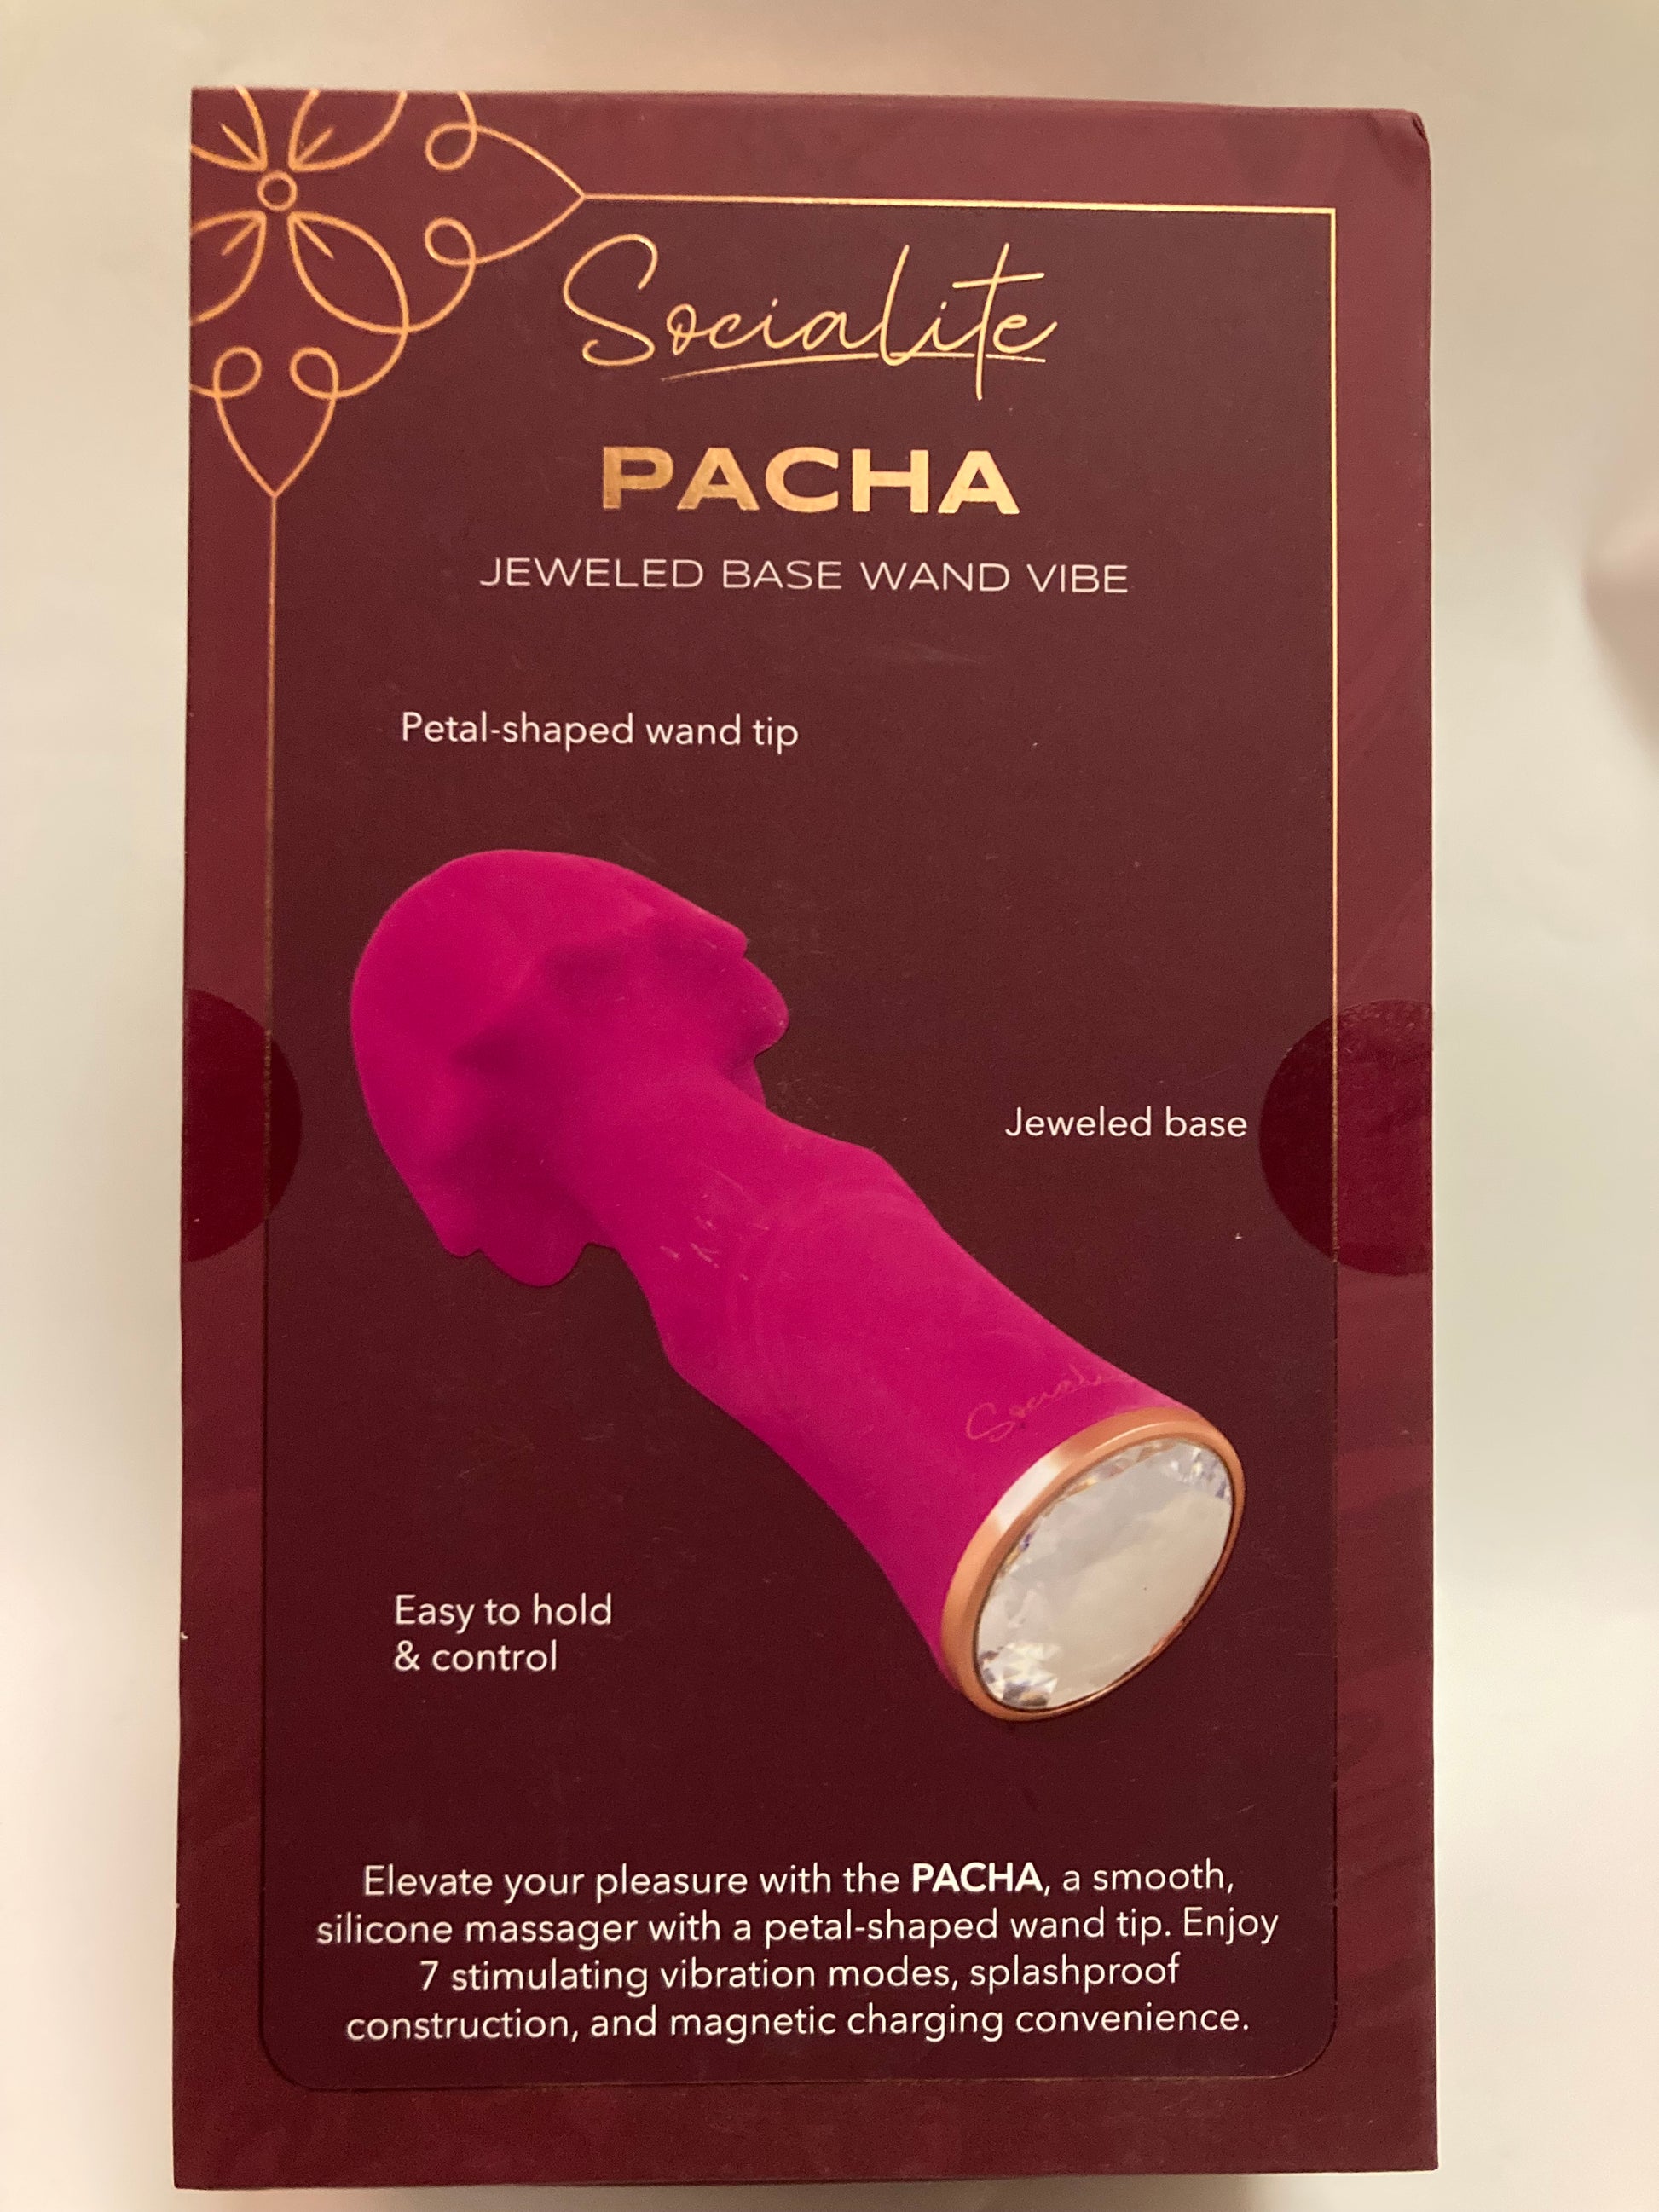 Socialite
PACHA
JEWELED BASE WAND VIBE
Petal-shaped wand tip
Jeweled base
Socialite
Easy to hold
& control
Elevate your pleasure with the PACHA, a smooth,
silicone massager with a petal-shaped wand tip. Enjoy
7 stimulating vibration modes, splashproof
construction, and magnetic charging convenience.